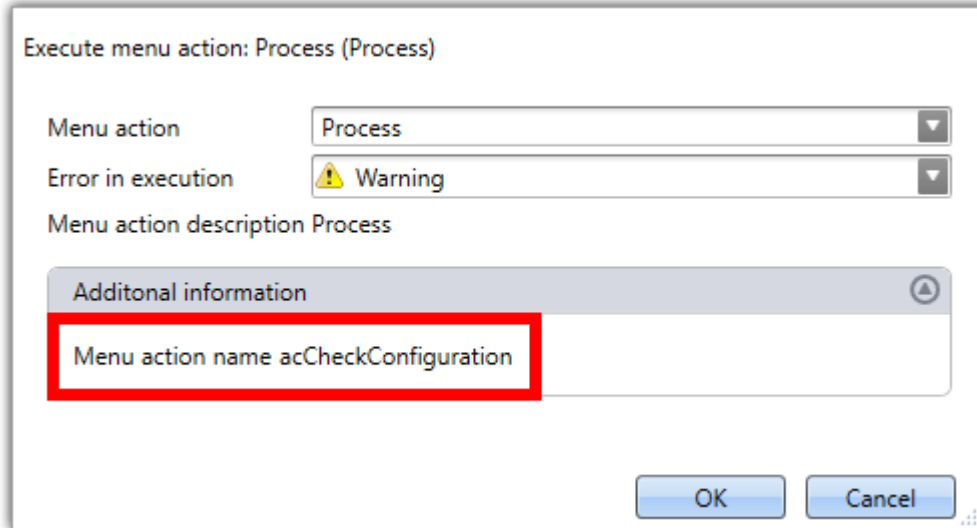 Execute menu action: Process (Process)
Menu action Process
Error in execution Warning
Menu action description Process
Additonal information
Menu action name acCheckConfiguration
OK Cancel